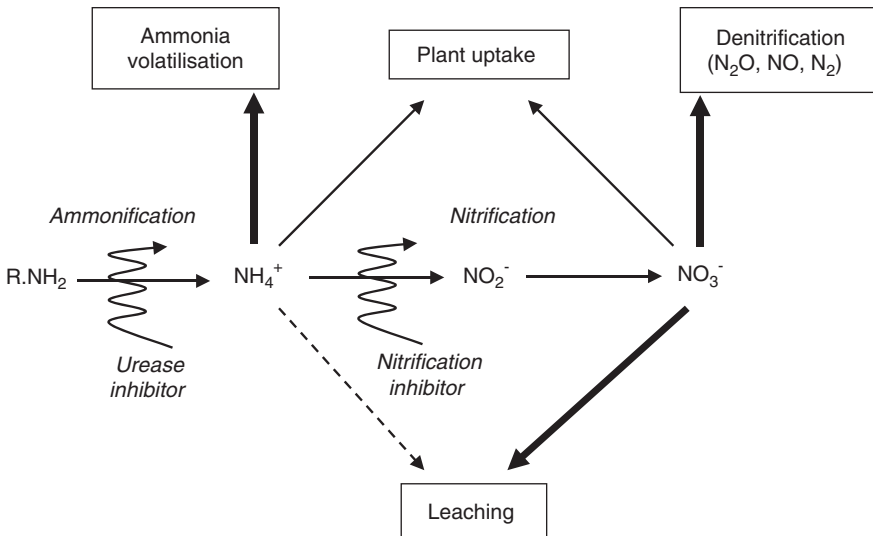 Ammonia
volatilisation
Plant uptake
Denitrification
(N₂O, NO, N₂)
Ammonification
Nitrification
R.NH₂
NH₄⁺
NO₂⁻
NO₃⁻
Urease
inhibitor
Nitrification
inhibitor
Leaching